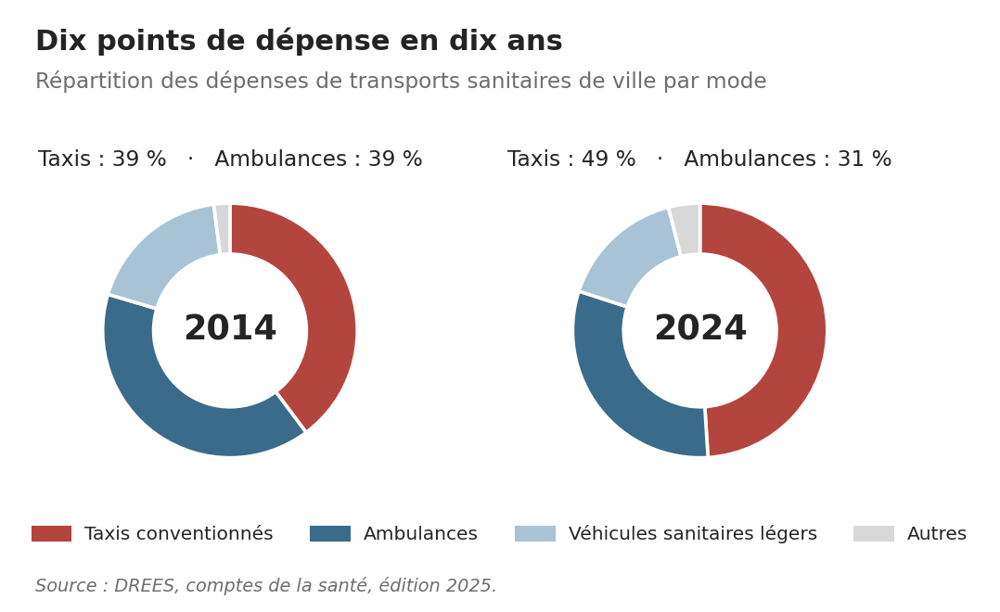 Dix points de dépense en dix ans
Répartition des dépenses de transports sanitaires de ville par mode
Taxis : 39 % · Ambulances : 39 %
Taxis : 49 % · Ambulances : 31 %
2014
2024
Taxis conventionnés
Ambulances
Véhicules sanitaires légers
Autres
Source : DREES, comptes de la santé, édition 2025.